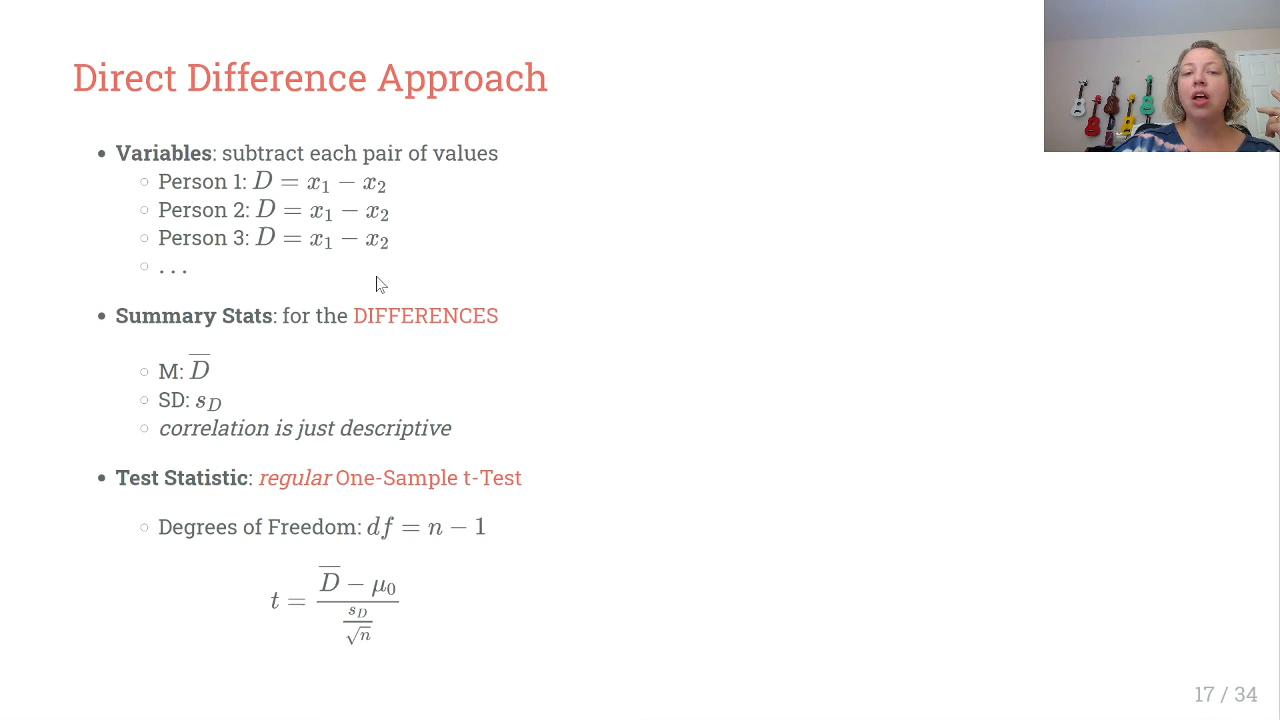 Direct Difference Approach
• Variables: subtract each pair of values
○ Person 1: D = x₁ − x₂
○ Person 2: D = x₁ − x₂
○ Person 3: D = x₁ − x₂
○ . . .
• Summary Stats: for the DIFFERENCES
○ M: D̅
○ SD: s_D
○ correlation is just descriptive
• Test Statistic: regular One-Sample t-Test
○ Degrees of Freedom: df = n − 1
t = (D̅ − μ₀) / (s_D / √n)
17 / 34